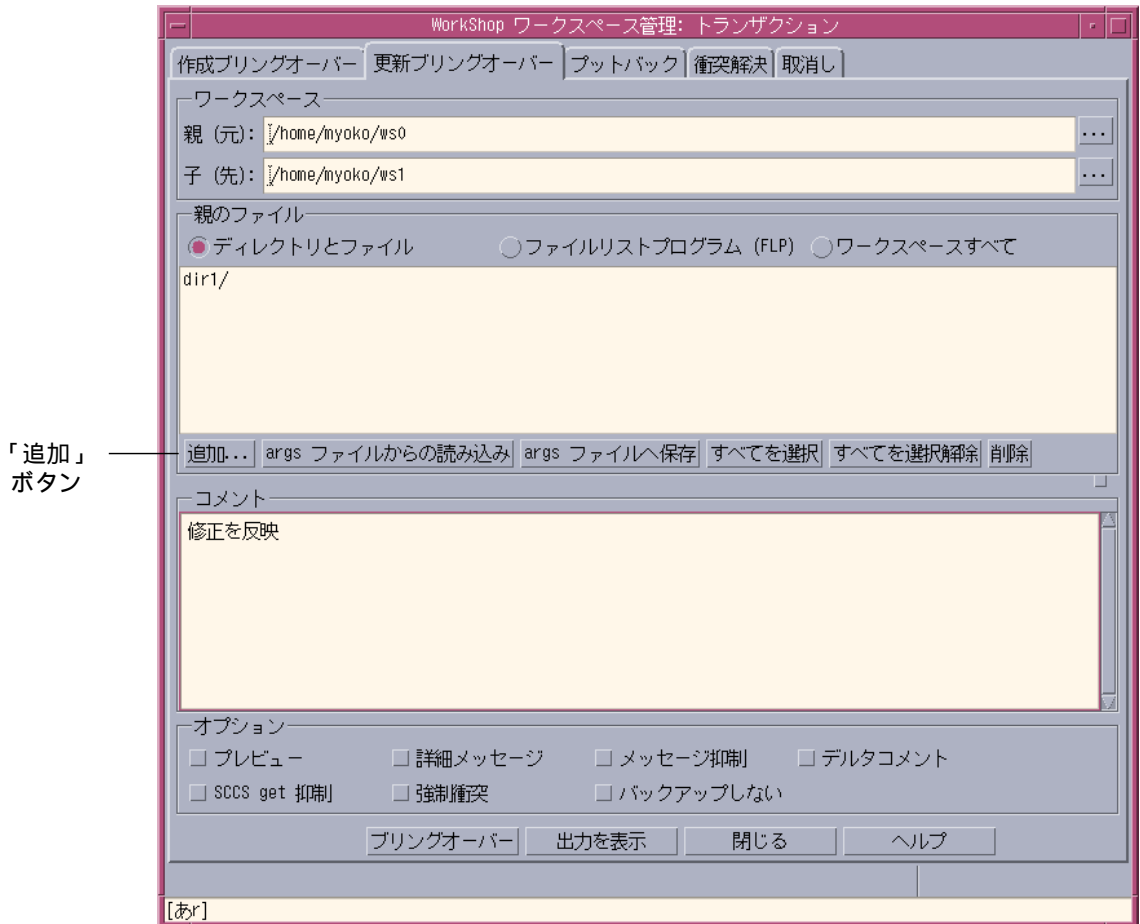 WorkShop ワークスペース管理: トランザクション
作成ブリングオーバー 更新ブリングオーバー プットバック 衝突解決 取消し
ワークスペース
親 (元): /home/myoko/ws0 ...
子 (先): /home/myoko/ws1 ...
親のファイル
ディレクトリとファイル ファイルリストプログラム (FLP) ワークスペースすべて
dir1/
「追加」
ボタン
追加... args ファイルからの読み込み args ファイルへ保存 すべてを選択 すべてを選択解除 削除
コメント
修正を反映
オプション
プレビュー 詳細メッセージ メッセージ抑制 デルタコメント
SCCS get 抑制 強制衝突 バックアップしない
ブリングオーバー 出力を表示 閉じる ヘルプ
[あr]